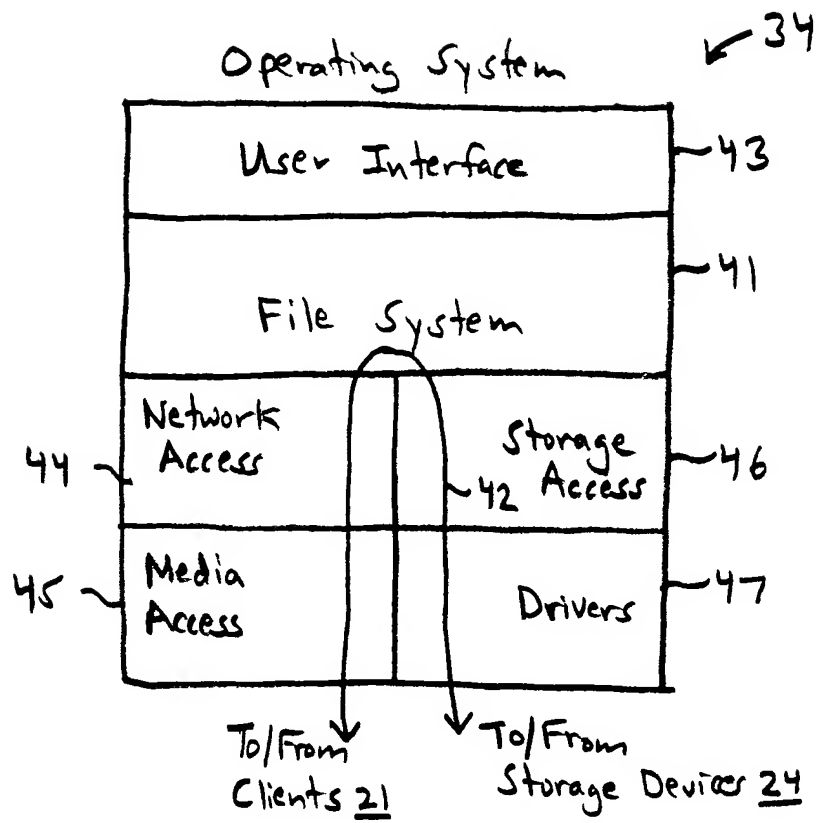 34
Operating System
User Interface
43
41
File System
Network
Access
44
Storage
Access
46
42
Media
Access
45
Drivers
47
To/From
Clients 21
To/From
Storage Devices 24